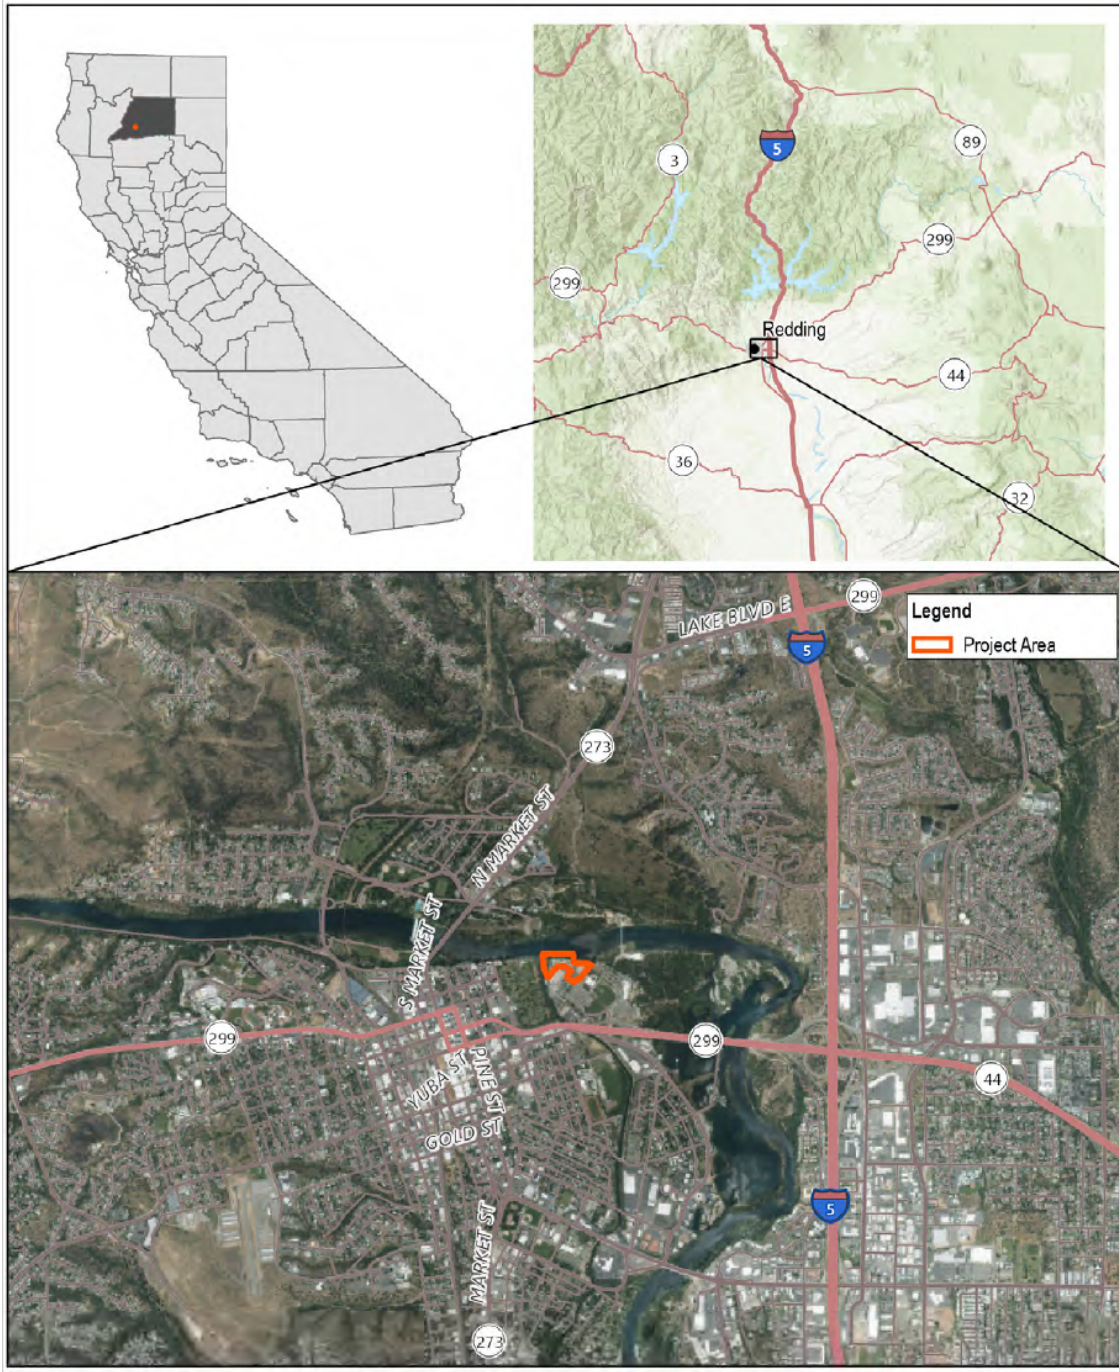 3
5
89
299
299
Redding
44
36
32
299
Legend
Project Area
LAKE BLVD E
5
273
N MARKET ST
S MARKET ST
299
299
44
YUBA ST
PINE ST
GOLD ST
5
MARKET ST
273